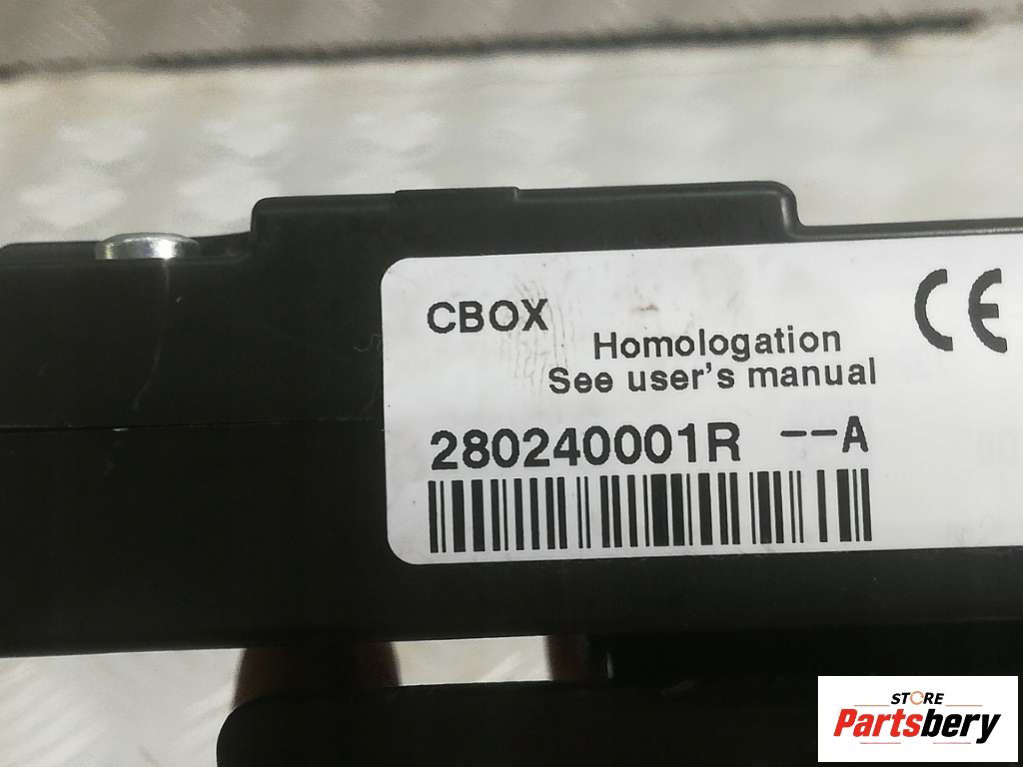 CBOX
Homologation
See user's manual
CE
280240001R --A
STORE
Partsbery